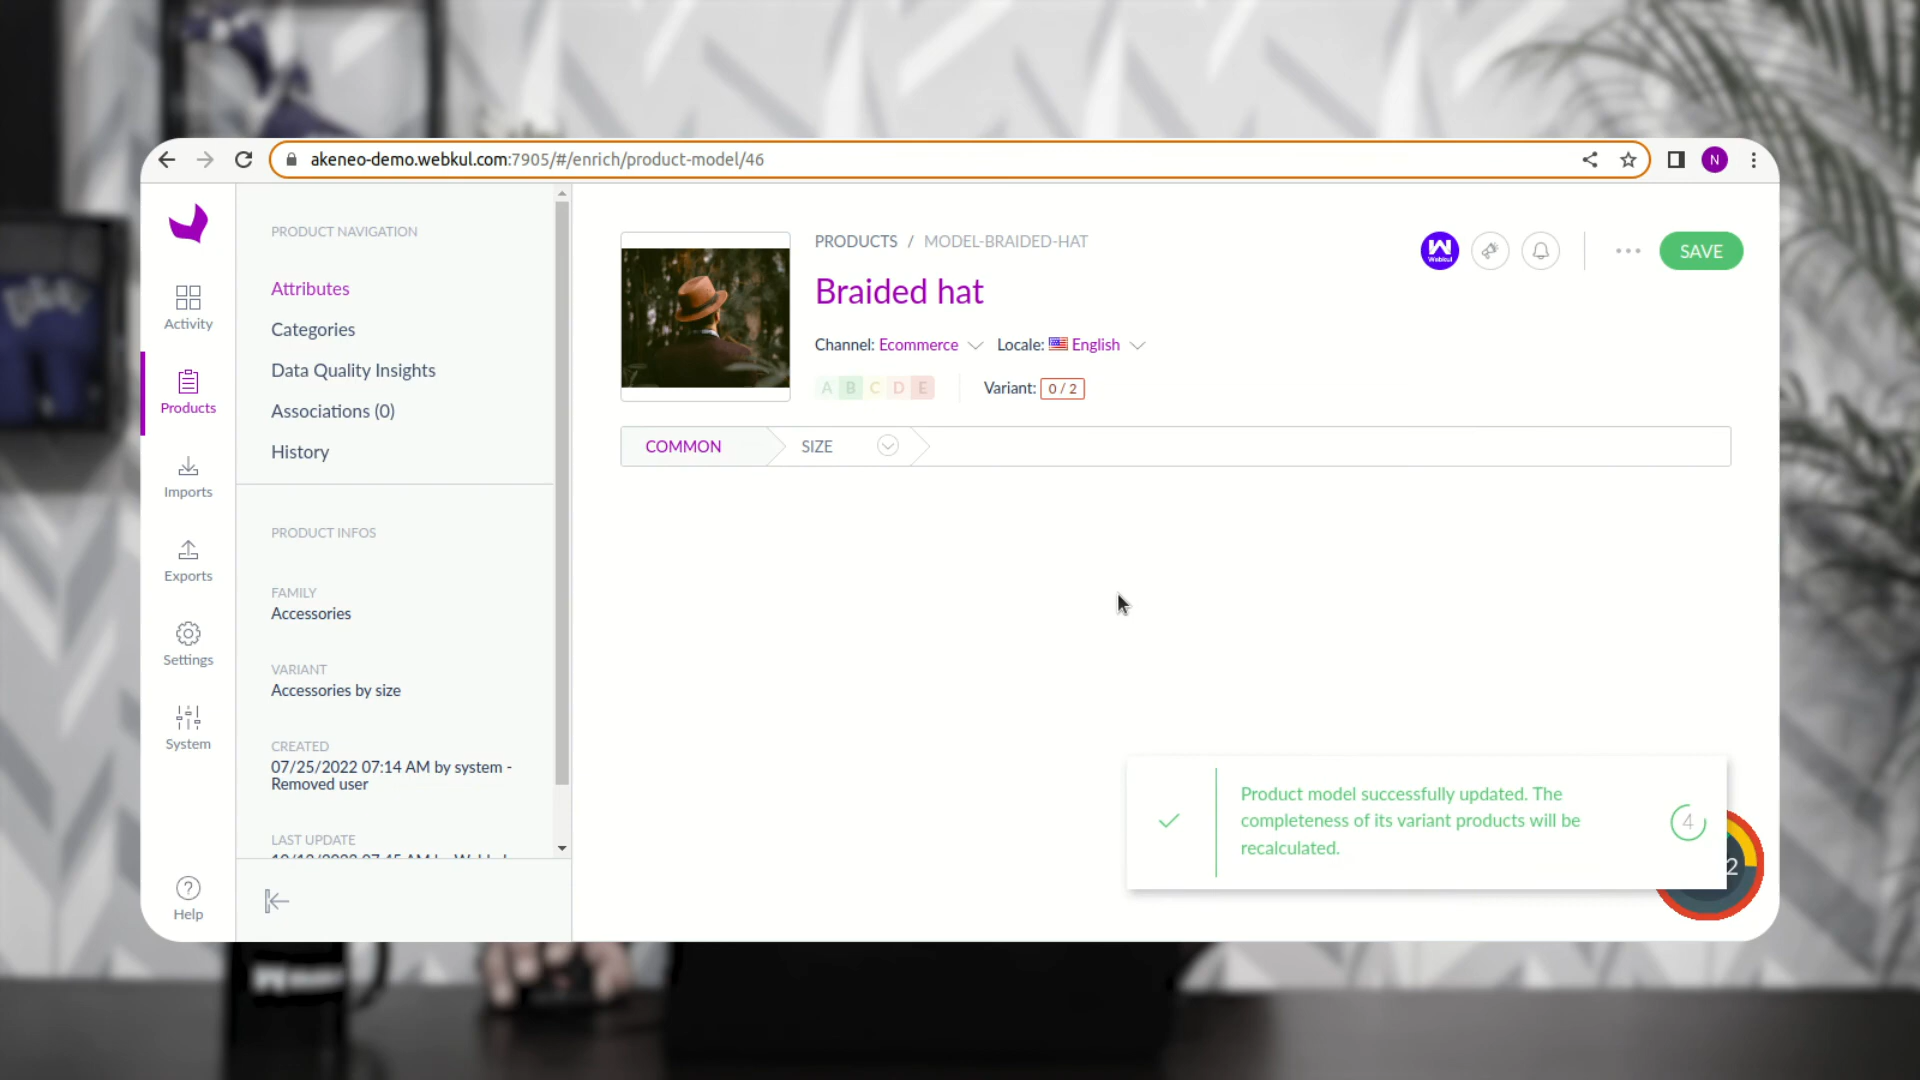 akeneo-demo.webkul.com:7905/#/enrich/product-model/46
N
Activity
Products
Imports
Exports
Settings
System
Help
PRODUCT NAVIGATION
Attributes
Categories
Data Quality Insights
Associations (0)
History
PRODUCT INFOS
FAMILY
Accessories
VARIANT
Accessories by size
CREATED
07/25/2022 07:14 AM by system -
Removed user
LAST UPDATE
PRODUCTS / MODEL-BRAIDED-HAT
Webkul
SAVE
Braided hat
Channel: Ecommerce Locale: English
A B C D E Variant: 0 / 2
COMMON SIZE
Product model successfully updated. The
completeness of its variant products will be
recalculated.
4
2